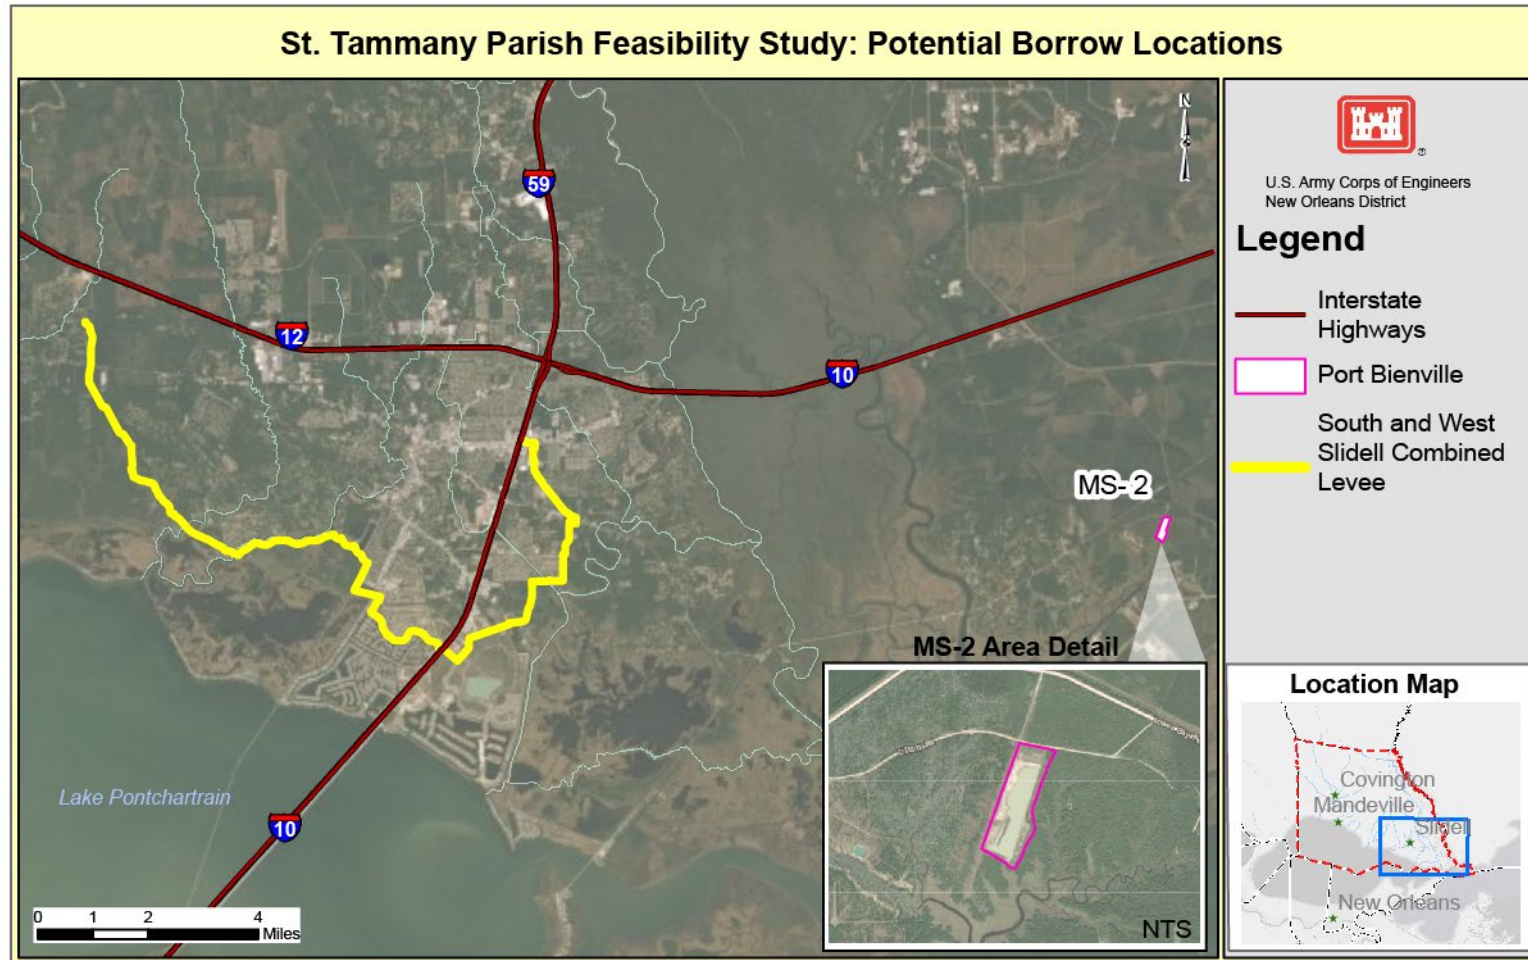 St. Tammany Parish Feasibility Study: Potential Borrow Locations
N
59
12
10
MS-2
MS-2 Area Detail
NTS
Lake Pontchartrain
10
0 1 2 4
Miles
®
U.S. Army Corps of Engineers
New Orleans District
Legend
Interstate
Highways
Port Bienville
South and West
Slidell Combined
Levee
Location Map
Covington
Mandeville
Slidell
New Orleans